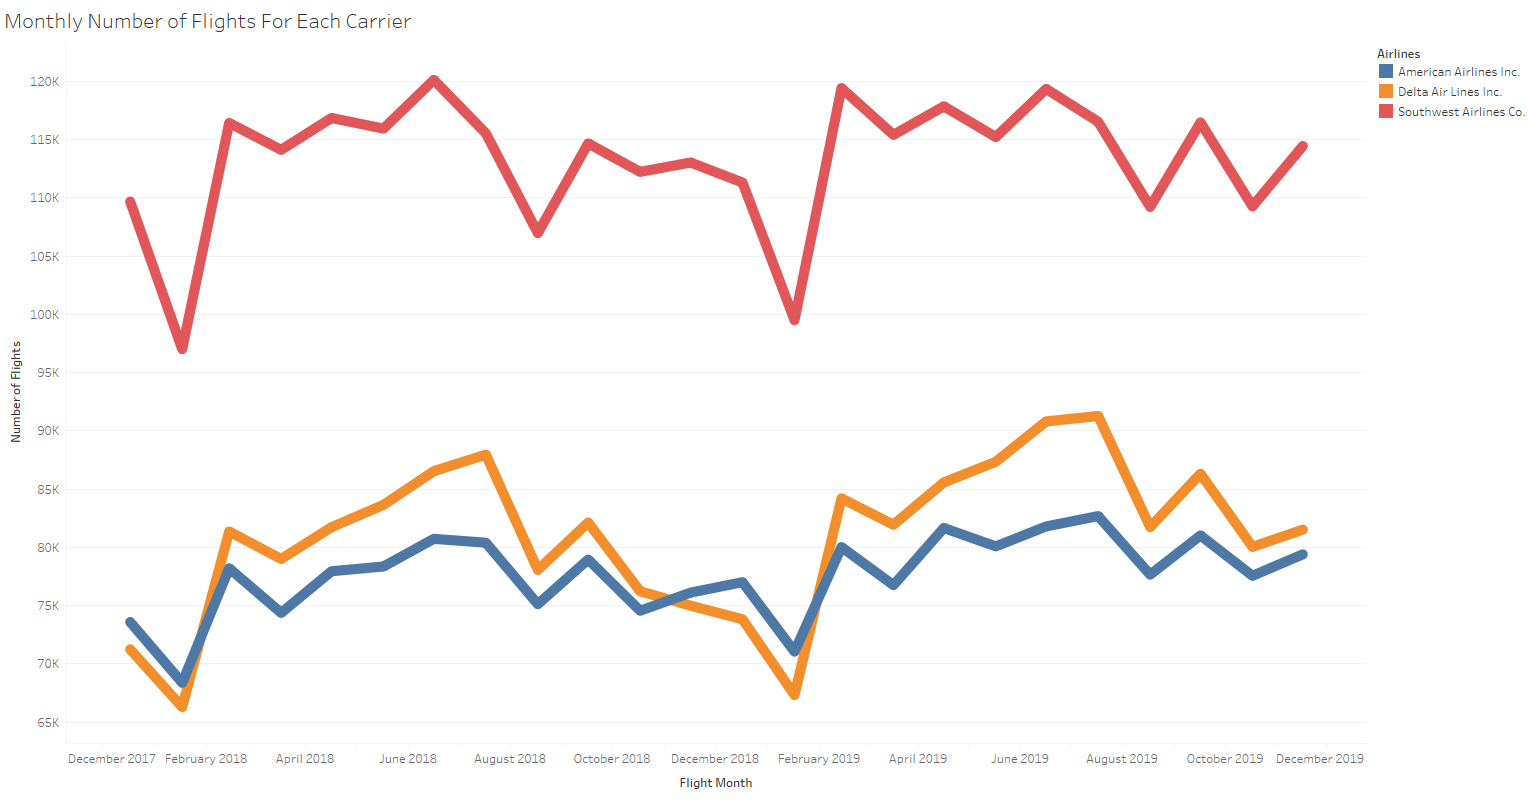 Monthly Number of Flights For Each Carrier
Airlines
American Airlines Inc.
Delta Air Lines Inc.
Southwest Airlines Co.
Number of Flights
120K
115K
110K
105K
100K
95K
90K
85K
80K
75K
70K
65K
December 2017 February 2018 April 2018 June 2018 August 2018 October 2018 December 2018 February 2019 April 2019 June 2019 August 2019 October 2019 December 2019
Flight Month